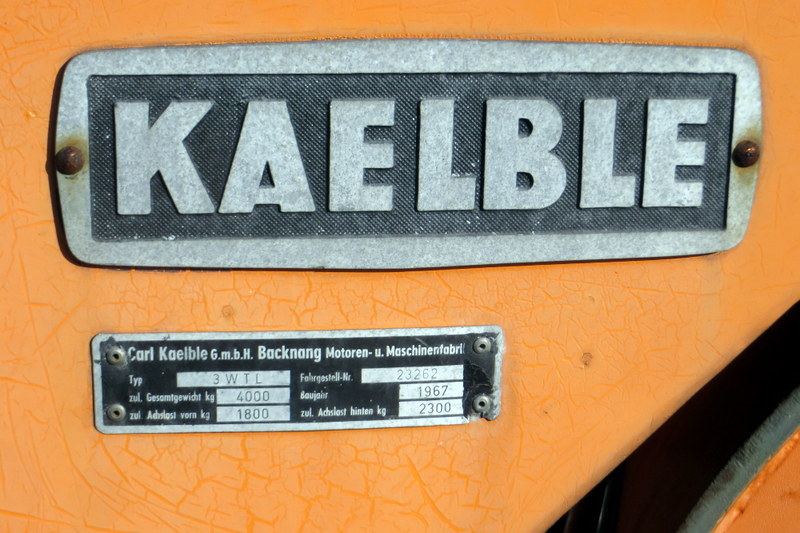 KAELBLE
Carl Kaelble G.m.b.H. Backnang Motoren- u. Maschinenfabrik
Typ 3 W T L Fahrgestell-Nr. 23262
zul. Gesamtgewicht kg 4000 Baujahr 1967
zul. Achslast vorn kg 1800 zul. Achslast hinten kg 2300